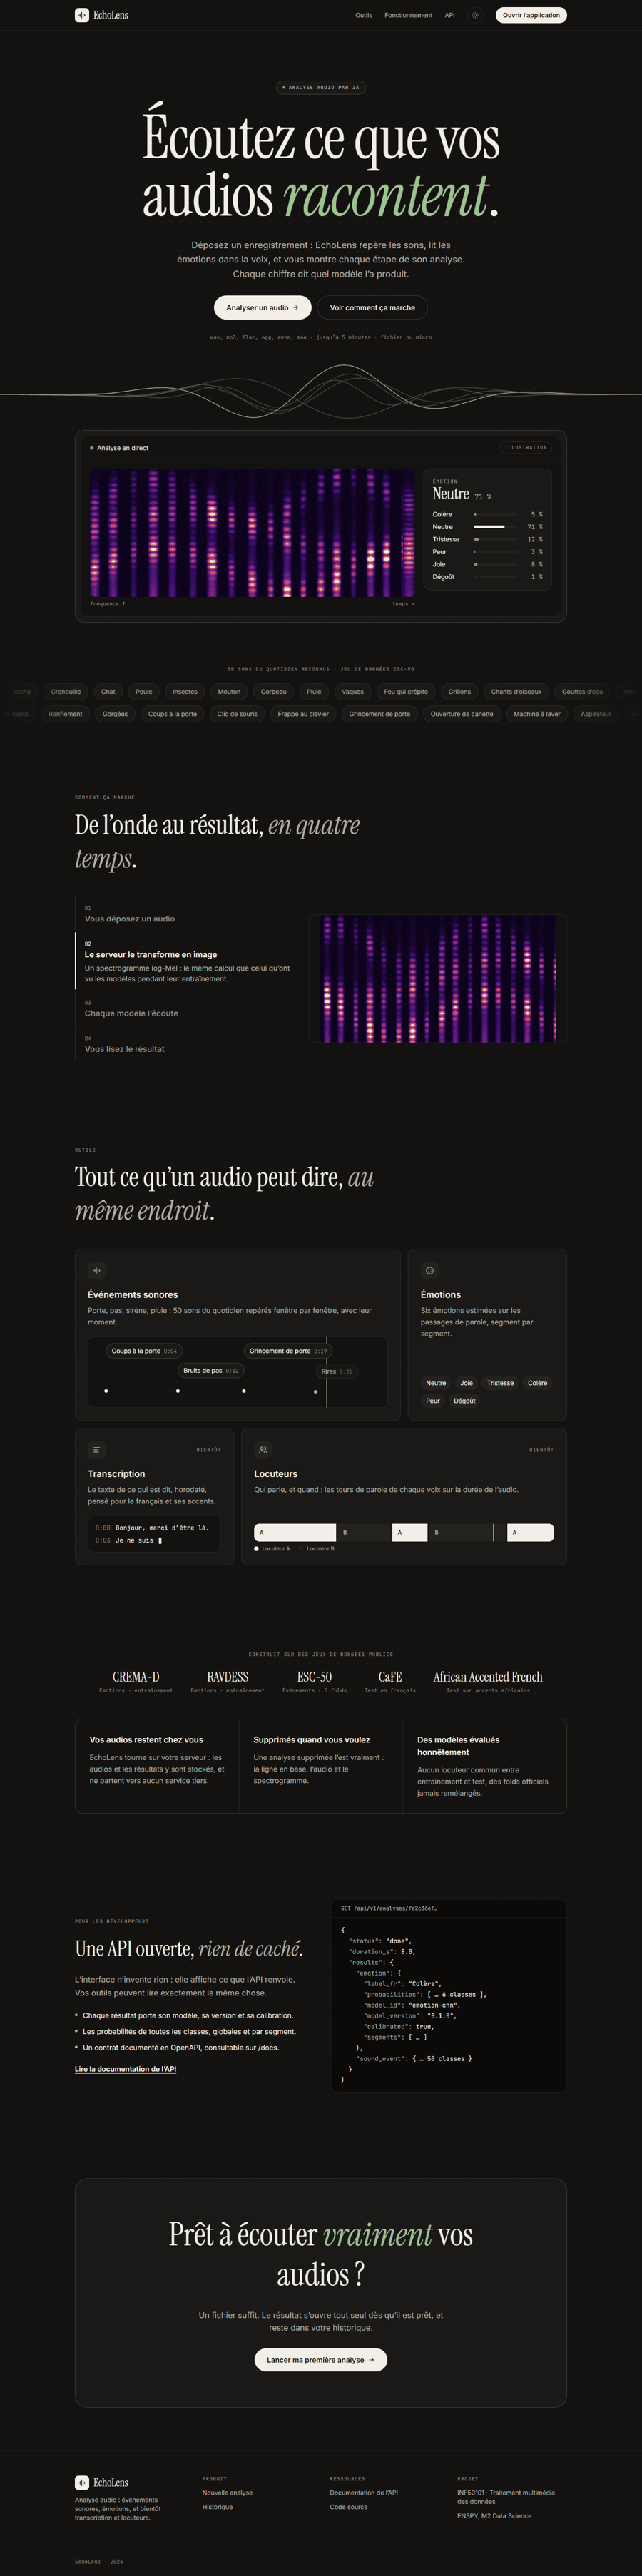 EchoLens
Outils
Fonctionnement
API
Ouvrir l'application
ANALYSE AUDIO PAR IA
Écoutez ce que vos
audios racontent.
Déposez un enregistrement : EchoLens repère les sons, lit les
émotions dans la voix, et vous montre chaque étape de son analyse.
Chaque chiffre dit quel modèle l'a produit.
Analyser un audio →
Voir comment ça marche
wav, mp3, flac, ogg, webm, m4a · jusqu'à 5 minutes · fichier ou micro
Analyse en direct
ILLUSTRATION
ÉMOTION
Neutre 71 %
Colère 5 %
Neutre 71 %
Tristesse 12 %
Peur 3 %
Joie 8 %
Dégoût 1 %
fréquence ↑
temps →
50 SONS DU QUOTIDIEN RECONNUS · JEU DE DONNÉES ESC-50
Vache
Grenouille
Chat
Poule
Insectes
Mouton
Corbeau
Pluie
Vagues
Feu qui crépite
Grillons
Chants d'oiseaux
Gouttes d'eau
Ronflement
Gorgées
Coups à la porte
Clic de souris
Frappe au clavier
Grincement de porte
Ouverture de canette
Machine à laver
Aspirateur
COMMENT ÇA MARCHE
De l'onde au résultat, en quatre
temps.
01
Vous déposez un audio
02
Le serveur le transforme en image
Un spectrogramme log-Mel : le même calcul que celui qu'ont
vu les modèles pendant leur entraînement.
03
Chaque modèle l'écoute
04
Vous lisez le résultat
OUTILS
Tout ce qu'un audio peut dire, au
même endroit.
Événements sonores
Porte, pas, sirène, pluie : 50 sons du quotidien repérés fenêtre par fenêtre, avec leur
moment.
Coups à la porte 0:04
Grincement de porte 0:19
Bruits de pas 0:12
Rires 0:31
Émotions
Six émotions estimées sur les
passages de parole, segment par
segment.
Neutre
Joie
Tristesse
Colère
Peur
Dégoût
BIENTÔT
Transcription
Le texte de ce qui est dit, horodaté,
pensé pour le français et ses accents.
0:00 Bonjour, merci d'être là.
0:03 Je ne suis
BIENTÔT
Locuteurs
Qui parle, et quand : les tours de parole de chaque voix sur la durée de l'audio.
A
B
A
B
A
Locuteur A
Locuteur B
CONSTRUIT SUR DES JEUX DE DONNÉES PUBLICS
CREMA-D
Émotions · entraînement
RAVDESS
Émotions · entraînement
ESC-50
Événements · 5 folds
CaFE
Test en français
African Accented French
Test sur accents africains
Vos audios restent chez vous
EchoLens tourne sur votre serveur : les
audios et les résultats y sont stockés, et
ne partent vers aucun service tiers.
Supprimés quand vous voulez
Une analyse supprimée l'est vraiment :
la ligne en base, l'audio et le
spectrogramme.
Des modèles évalués
honnêtement
Aucun locuteur commun entre
entraînement et test, des folds officiels
jamais remélangés.
POUR LES DÉVELOPPEURS
Une API ouverte, rien de caché.
L'interface n'invente rien : elle affiche ce que l'API renvoie.
Vos outils peuvent lire exactement la même chose.
Chaque résultat porte son modèle, sa version et sa calibration.
Les probabilités de toutes les classes, globales et par segment.
Un contrat documenté en OpenAPI, consultable sur /docs.
Lire la documentation de l'API
GET /api/v1/analyses/fe2c36ef…
{
"status": "done",
"duration_s": 8.0,
"results": {
"emotion": {
"label_fr": "Colère",
"probabilities": [ … 6 classes ],
"model_id": "emotion-cnn",
"model_version": "0.1.0",
"calibrated": true,
"segments": [ … ]
},
"sound_event": { … 50 classes }
}
}
Prêt à écouter vraiment vos
audios ?
Un fichier suffit. Le résultat s'ouvre tout seul dès qu'il est prêt, et
reste dans votre historique.
Lancer ma première analyse →
EchoLens
Analyse audio : événements
sonores, émotions, et bientôt
transcription et locuteurs.
PRODUIT
Nouvelle analyse
Historique
RESSOURCES
Documentation de l'API
Code source
PROJET
INF50101 · Traitement multimédia
des données
ENSPY, M2 Data Science
EchoLens · 2026